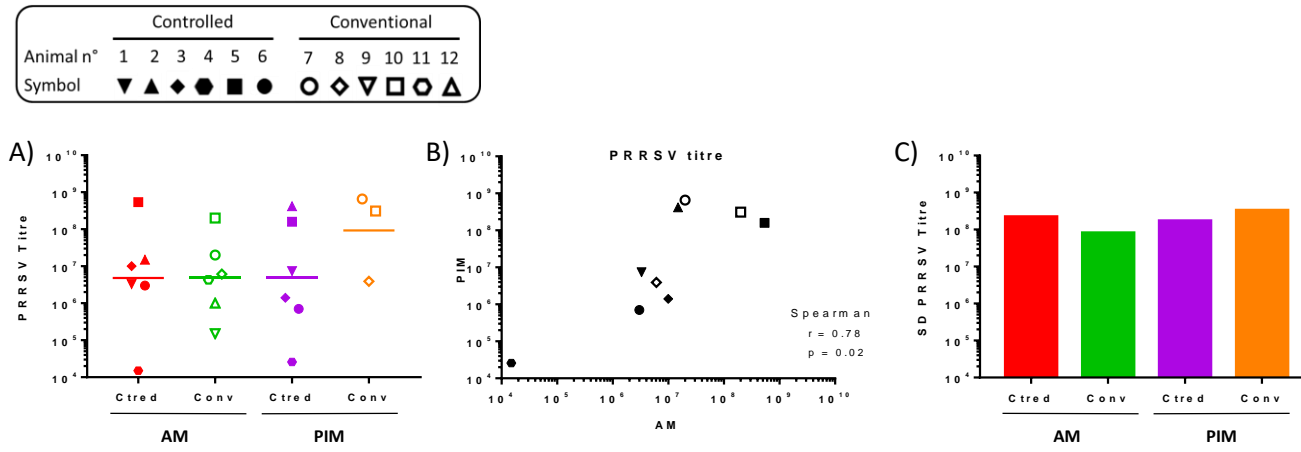 Controlled Conventional
Animal n° 1 2 3 4 5 6 7 8 9 10 11 12
Symbol
A)
PRRSV Titre
10^10
10^9
10^8
10^7
10^6
10^5
10^4
Ctred Conv Ctred Conv
AM PIM
B)
PRRSV titre
PIM
10^10
10^9
10^8
10^7
10^6
10^5
10^4
Spearman
r = 0.78
p = 0.02
10^4 10^5 10^6 10^7 10^8 10^9 10^10
AM
C)
SD PRRSV Titre
10^10
10^9
10^8
10^7
10^6
10^5
10^4
Ctred Conv Ctred Conv
AM PIM